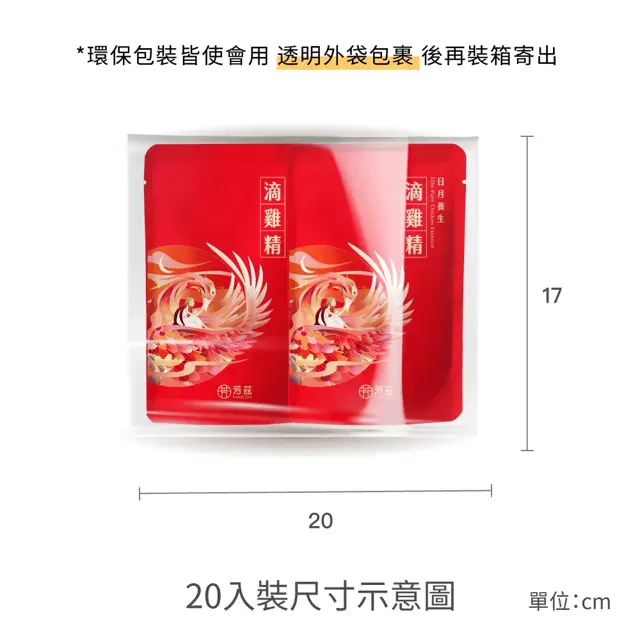 *環保包裝皆使會用 透明外袋包裹 後再裝箱寄出
滴雞精
芳茲
滴雞精
日月養生
芳茲
17
20
20入裝尺寸示意圖
單位:cm